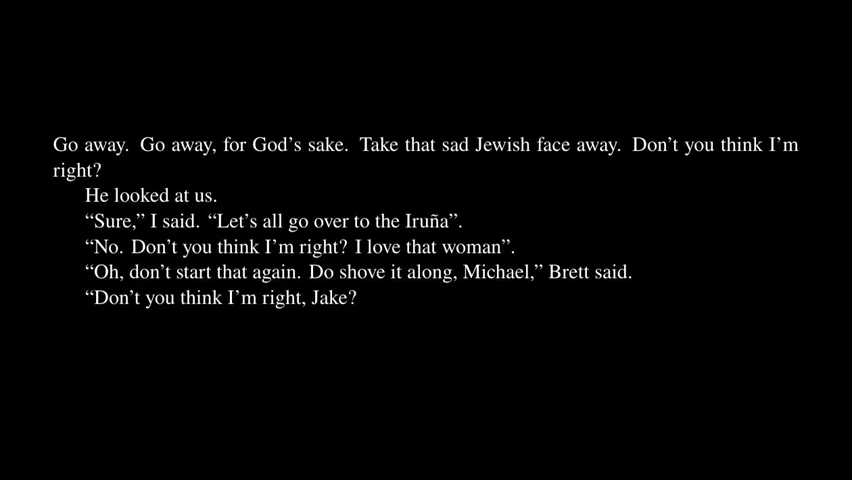 Go away. Go away, for God’s sake. Take that sad Jewish face away. Don’t you think I’m
right?
He looked at us.
“Sure,” I said. “Let’s all go over to the Iruña”.
“No. Don’t you think I’m right? I love that woman”.
“Oh, don’t start that again. Do shove it along, Michael,” Brett said.
“Don’t you think I’m right, Jake?